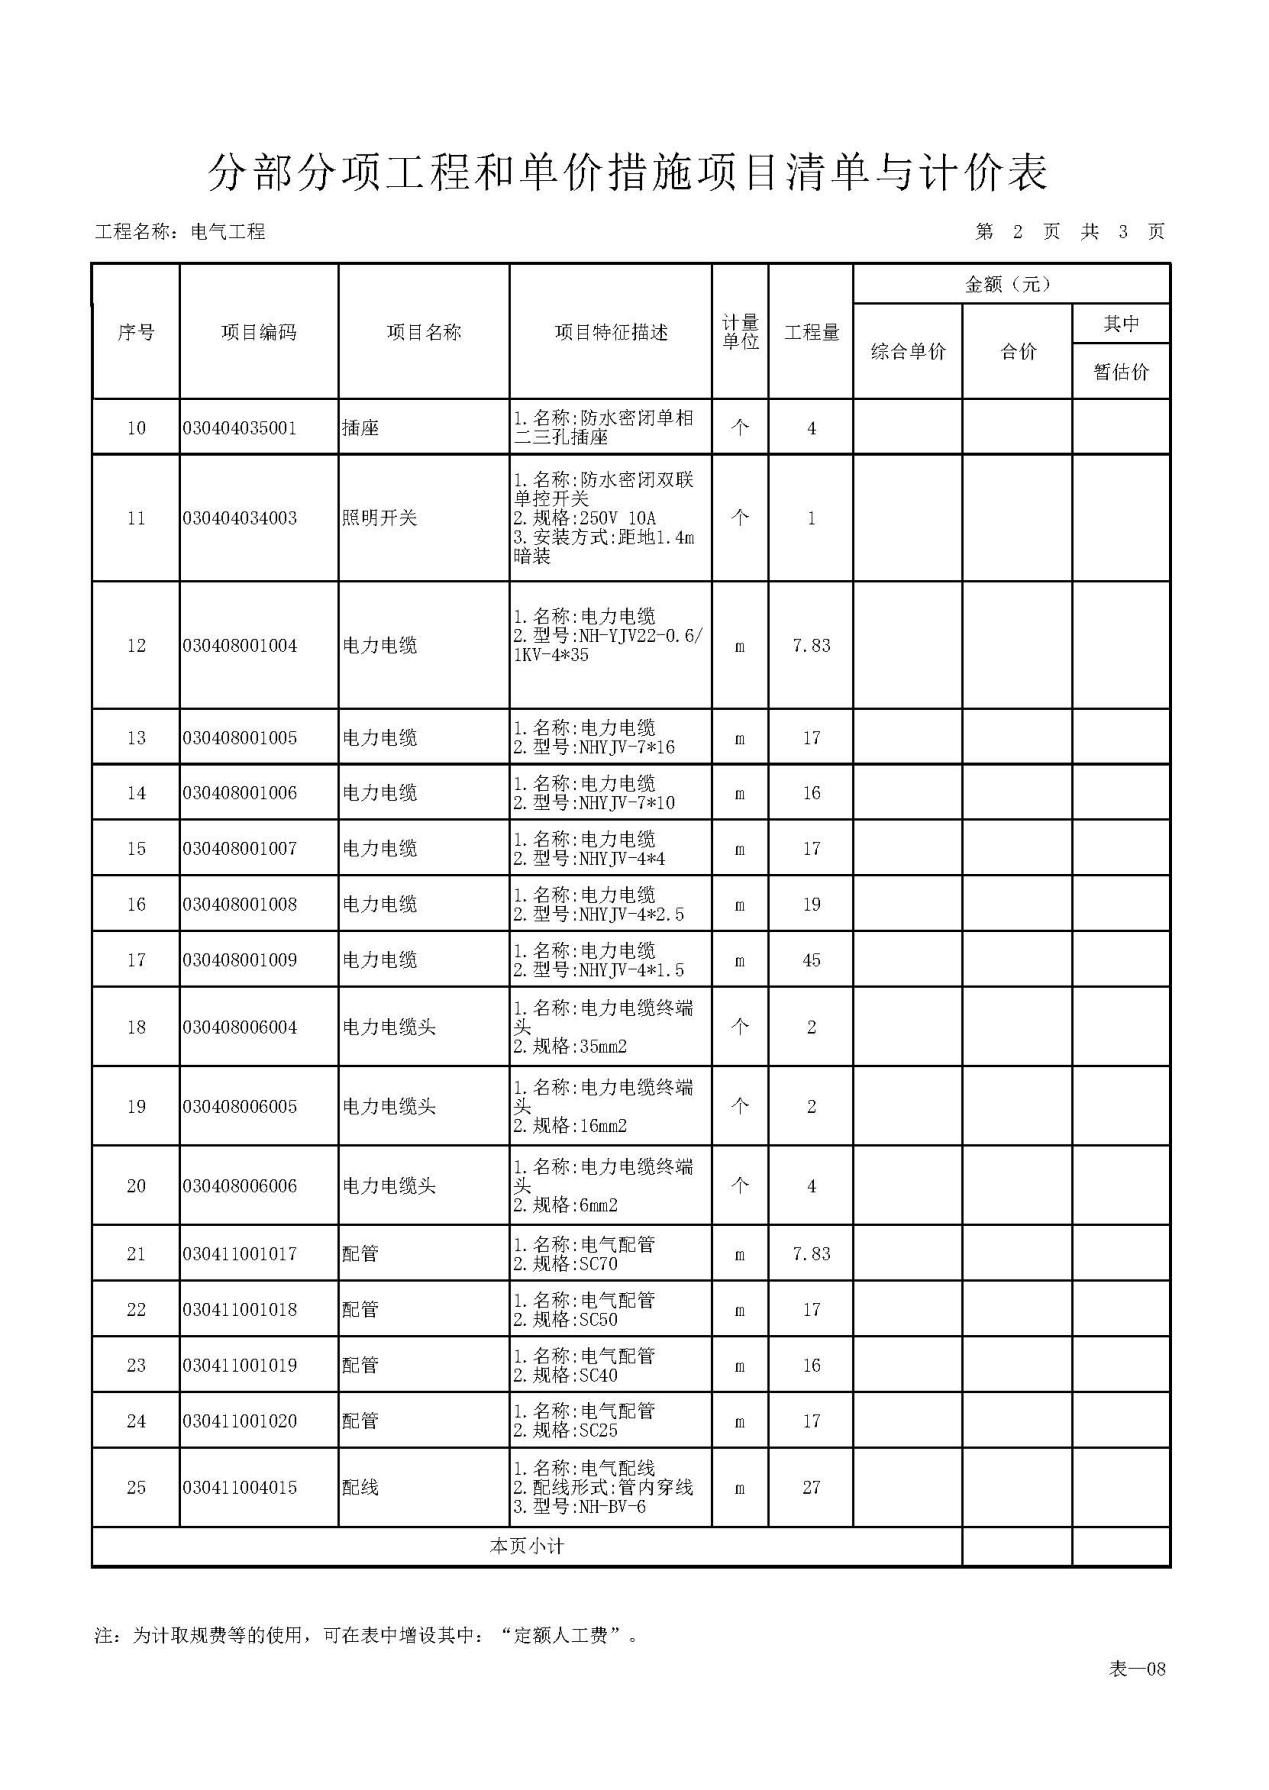 分部分项工程和单价措施项目清单与计价表
工程名称：电气工程
第 2 页 共 3 页
序号
项目编码
项目名称
项目特征描述
计量
单位
工程量
金额（元）
综合单价
合价
其中
暂估价
10
030404035001
插座
1.名称:防水密闭单相
二三孔插座
个
4
11
030404034003
照明开关
1.名称:防水密闭双联
单控开关
2.规格:250V 10A
3.安装方式:距地1.4m
暗装
个
1
12
030408001004
电力电缆
1.名称:电力电缆
2.型号:NH-YJV22-0.6/
1KV-4*35
m
7.83
13
030408001005
电力电缆
1.名称:电力电缆
2.型号:NHYJV-7*16
m
17
14
030408001006
电力电缆
1.名称:电力电缆
2.型号:NHYJV-7*10
m
16
15
030408001007
电力电缆
1.名称:电力电缆
2.型号:NHYJV-4*4
m
17
16
030408001008
电力电缆
1.名称:电力电缆
2.型号:NHYJV-4*2.5
m
19
17
030408001009
电力电缆
1.名称:电力电缆
2.型号:NHYJV-4*1.5
m
45
18
030408006004
电力电缆头
1.名称:电力电缆终端
头
2.规格:35mm2
个
2
19
030408006005
电力电缆头
1.名称:电力电缆终端
头
2.规格:16mm2
个
2
20
030408006006
电力电缆头
1.名称:电力电缆终端
头
2.规格:6mm2
个
4
21
030411001017
配管
1.名称:电气配管
2.规格:SC70
m
7.83
22
030411001018
配管
1.名称:电气配管
2.规格:SC50
m
17
23
030411001019
配管
1.名称:电气配管
2.规格:SC40
m
16
24
030411001020
配管
1.名称:电气配管
2.规格:SC25
m
17
25
030411004015
配线
1.名称:电气配线
2.配线形式:管内穿线
3.型号:NH-BV-6
m
27
本页小计
注：为计取规费等的使用，可在表中增设其中：“定额人工费”。
表—08